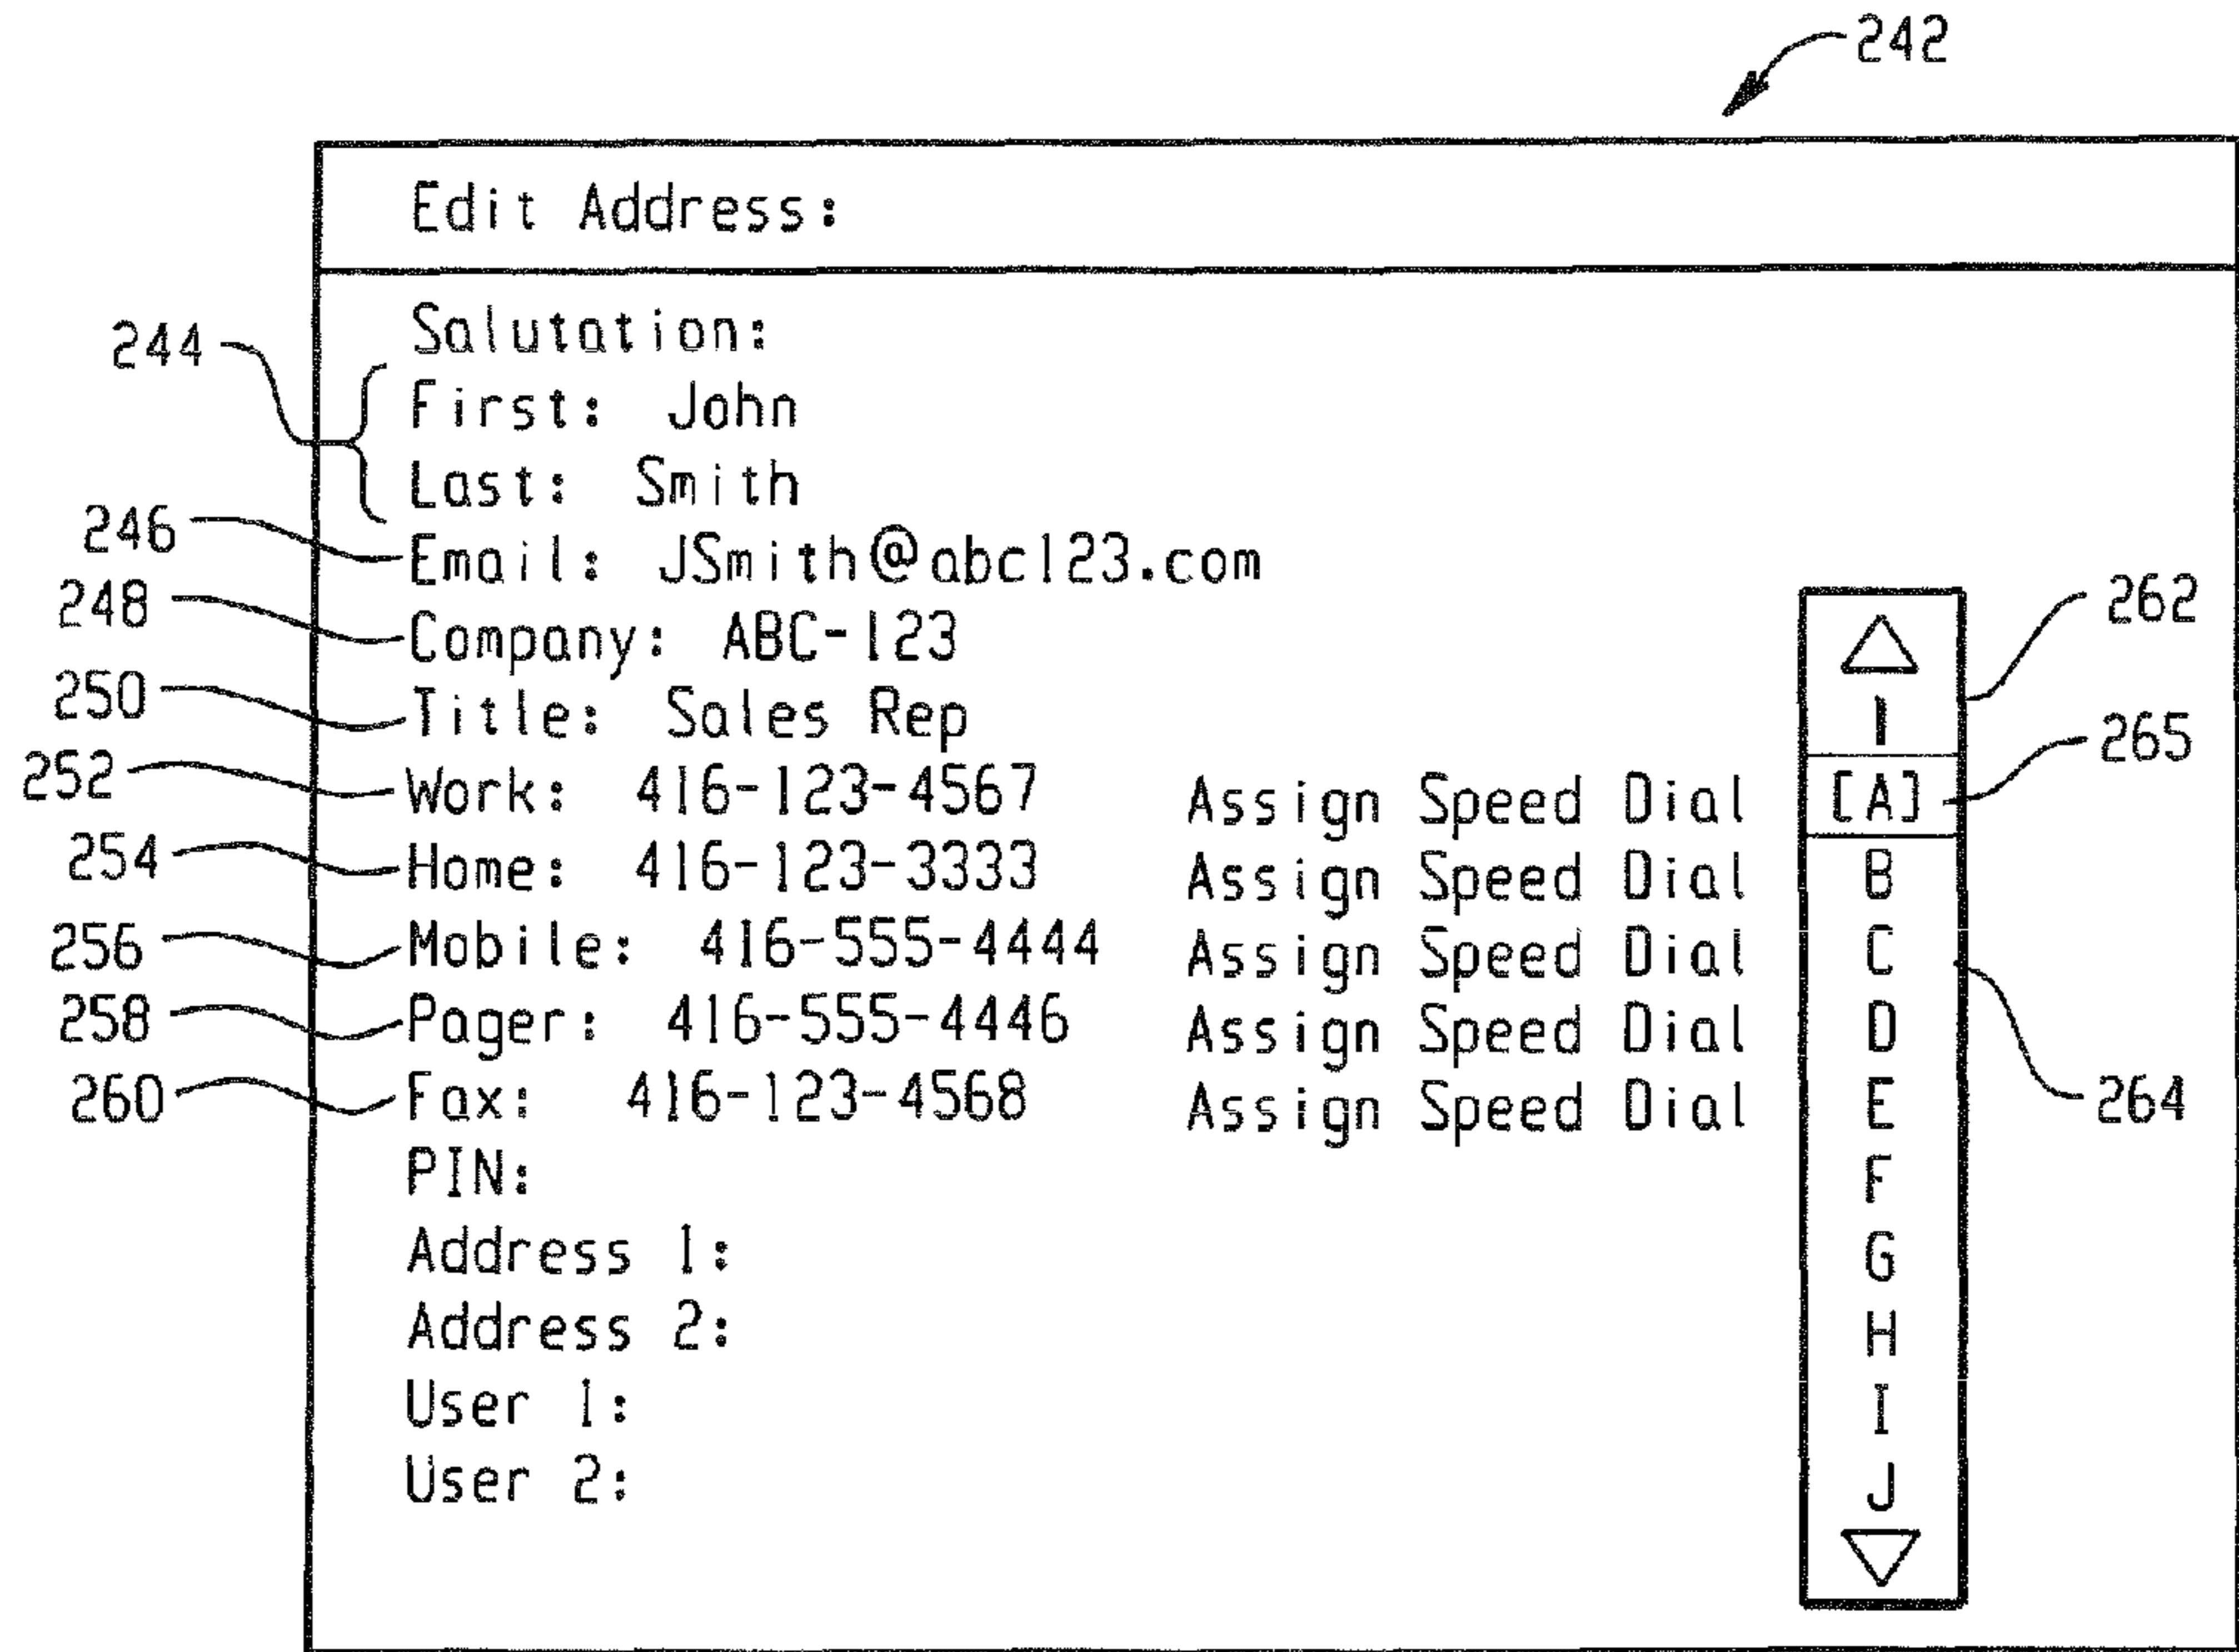 242
Edit Address:
Salutation:
244
First: John
Last: Smith
246
Email: JSmith@abc123.com
248
Company: ABC-123
262
250
Title: Sales Rep
1
265
252
Work: 416-123-4567 Assign Speed Dial [A]
254
Home: 416-123-3333 Assign Speed Dial B
256
Mobile: 416-555-4444 Assign Speed Dial C
258
Pager: 416-555-4446 Assign Speed Dial D
260
Fax: 416-123-4568 Assign Speed Dial E
264
PIN: F
Address 1: G
Address 2: H
User 1: I
User 2: J